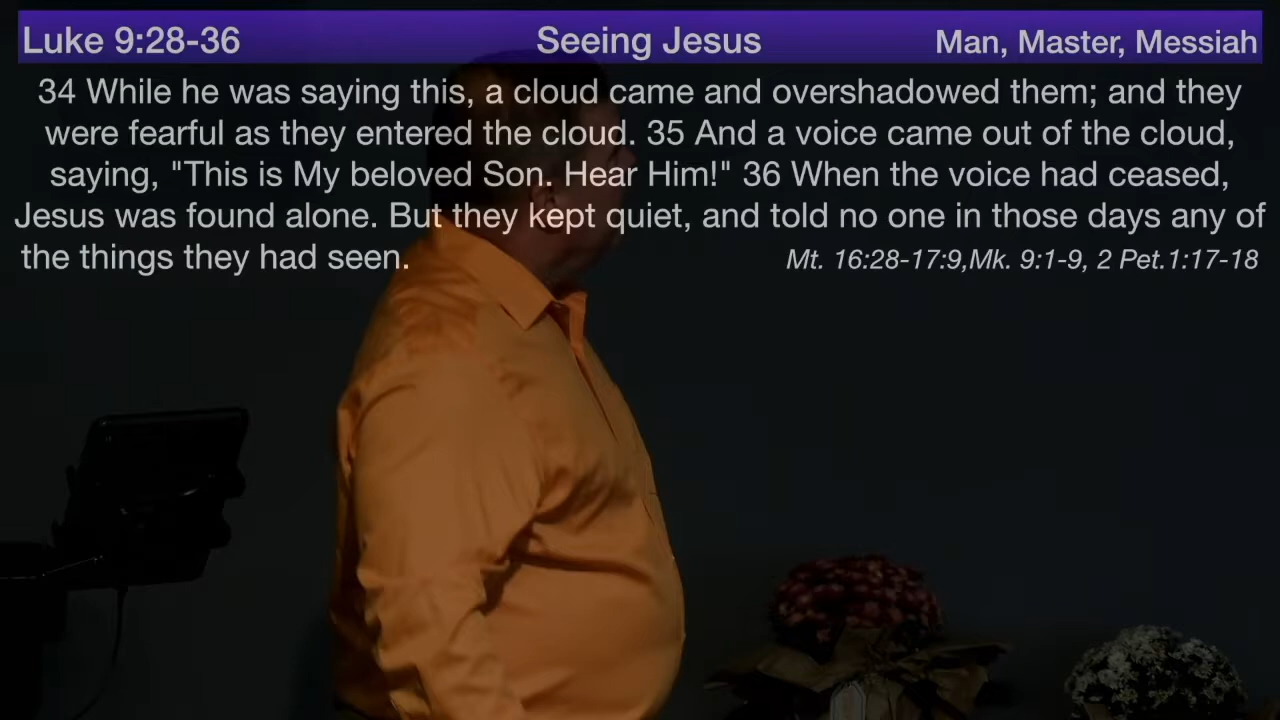 Luke 9:28-36 Seeing Jesus Man, Master, Messiah
34 While he was saying this, a cloud came and overshadowed them; and they
were fearful as they entered the cloud. 35 And a voice came out of the cloud,
saying, "This is My beloved Son. Hear Him!" 36 When the voice had ceased,
Jesus was found alone. But they kept quiet, and told no one in those days any of
the things they had seen. Mt. 16:28-17:9,Mk. 9:1-9, 2 Pet.1:17-18